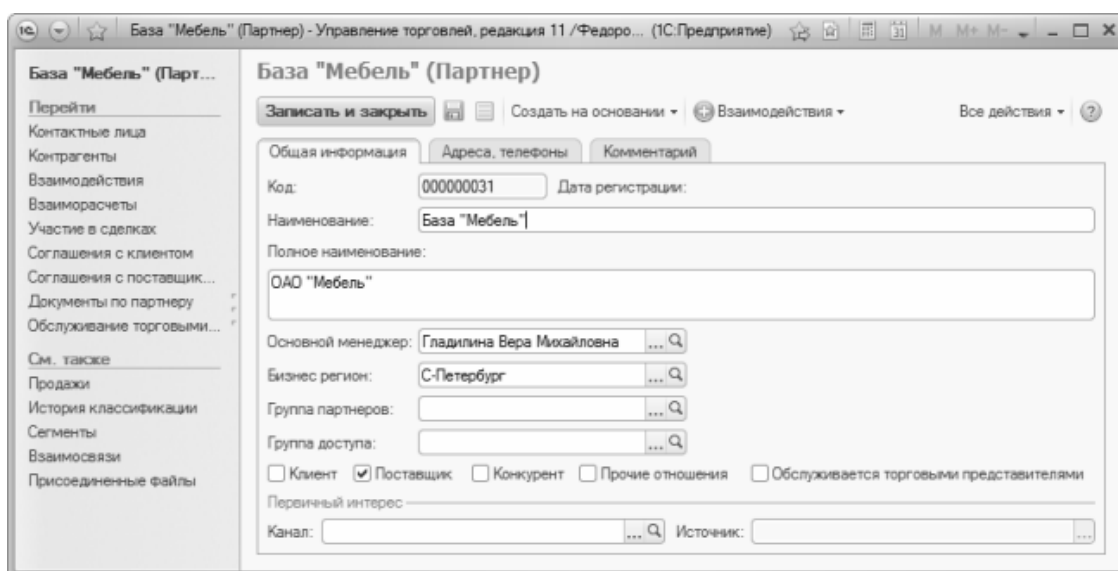 База "Мебель" (Партнер) - Управление торговлей, редакция 11 /Федоро... (1С:Предприятие) M M+ M-
База "Мебель" (Парт...
Перейти
Контактные лица
Контрагенты
Взаимодействия
Взаиморасчеты
Участие в сделках
Соглашения с клиентом
Соглашения с поставщик...
Документы по партнеру
Обслуживание торговыми...
См. также
Продажи
История классификации
Сегменты
Взаимосвязи
Присоединенные файлы
База "Мебель" (Партнер)
Записать и закрыть Создать на основании Взаимодействия Все действия ?
Общая информация Адреса, телефоны Комментарий
Код: 000000031 Дата регистрации:
Наименование: База "Мебель"
Полное наименование:
ОАО "Мебель"
Основной менеджер: Гладилина Вера Михайловна ...
Бизнес регион: С-Петербург ...
Группа партнеров: ...
Группа доступа: ...
Клиент Поставщик Конкурент Прочие отношения Обслуживается торговыми представителями
Первичный интерес
Канал: ... Источник: ...